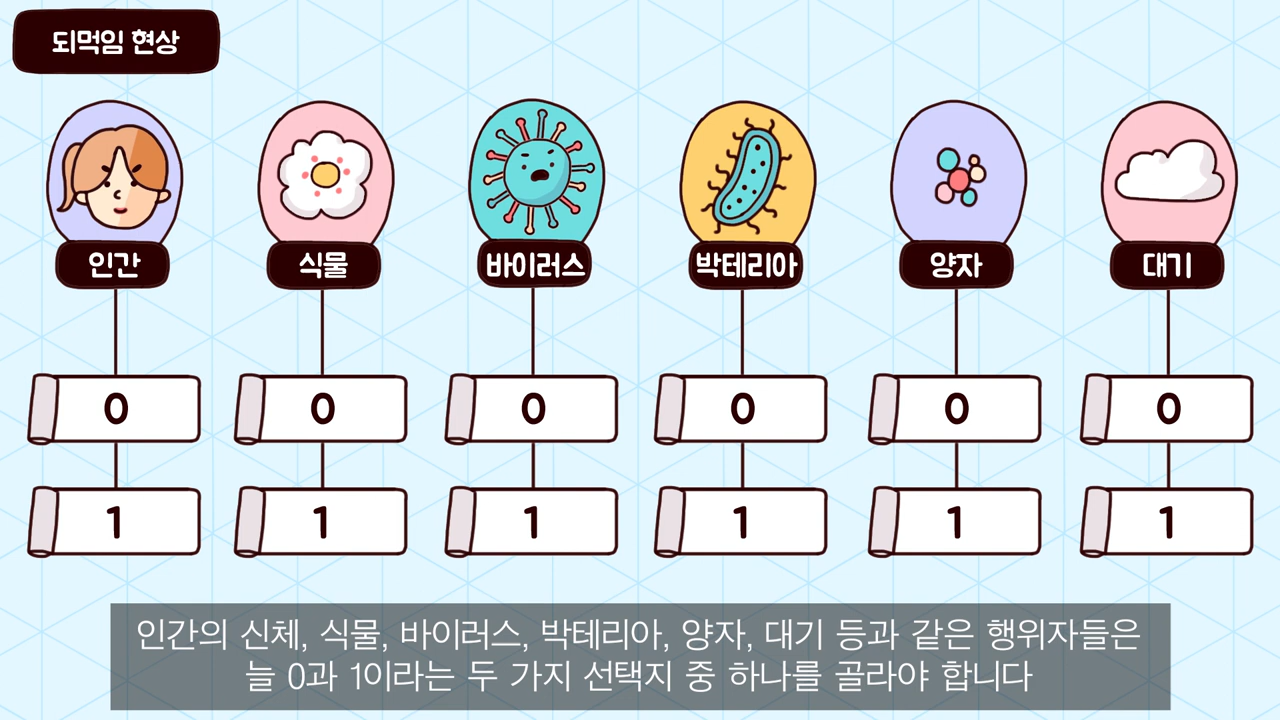 되먹임 현상
인간 식물 바이러스 박테리아 양자 대기
0 0 0 0 0 0
1 1 1 1 1 1
인간의 신체, 식물, 바이러스, 박테리아, 양자, 대기 등과 같은 행위자들은
늘 0과 1이라는 두 가지 선택지 중 하나를 골라야 합니다